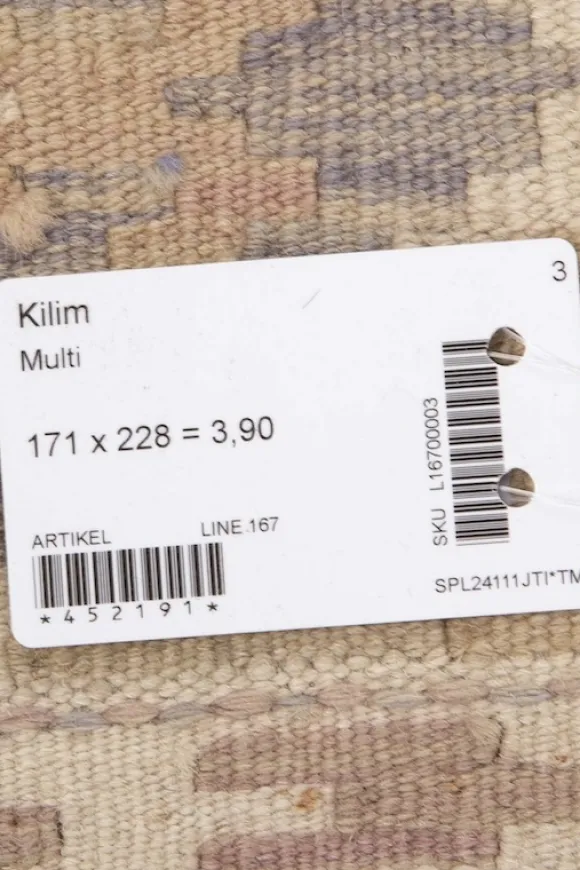 3
Kilim
Multi
171 x 228 = 3,90
SKU L16700003
ARTIKEL LINE.167
*452191*
SPL24111JTI*TM